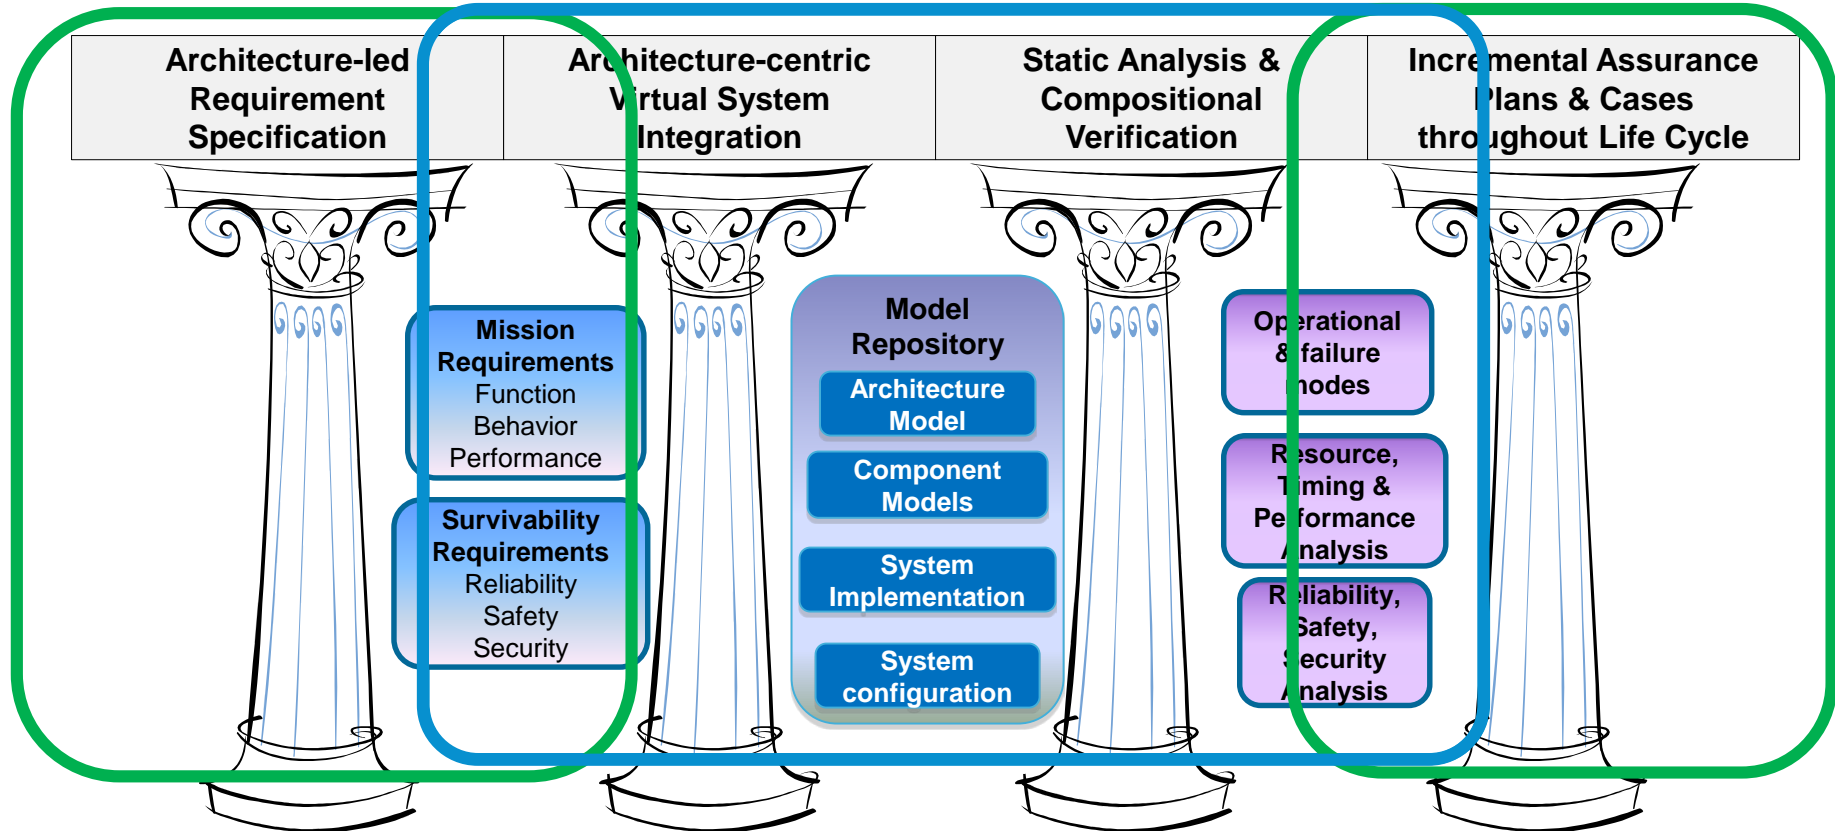 Architecture-led
Requirement
Specification
Architecture-centric
Virtual System
Integration
Static Analysis &
Compositional
Verification
Incremental Assurance
Plans & Cases
throughout Life Cycle
Mission
Requirements
Function
Behavior
Performance
Survivability
Requirements
Reliability
Safety
Security
Model
Repository
Architecture
Model
Component
Models
System
Implementation
System
configuration
Operational
& failure
modes
Resource,
Timing &
Performance
Analysis
Reliability,
Safety,
Security
Analysis